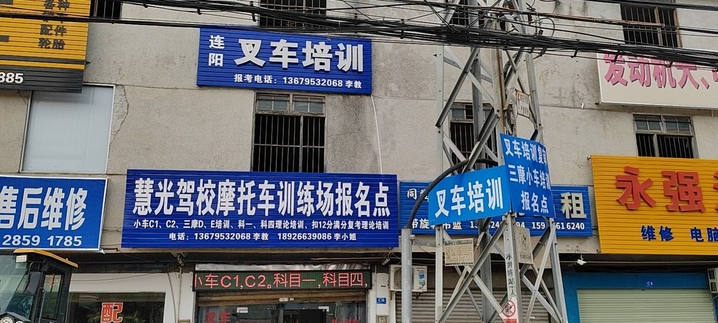 各种
配件
轮胎
885
连阳
叉车培训
报考电话：13679532068 李教
发动机大
售后维修
2859 1785
慧光驾校摩托车训练场报名点
小车C1、C2、三摩D、E培训、科一、科四理论培训、扣12分满分复考理论培训
电话：13679532068 18926639086 李小姐
小车C1,C2。科目一,科目四
配
叉车培训
叉车培训复审
三摩小车培训
报名点
租
6240
永强
维修 电脑